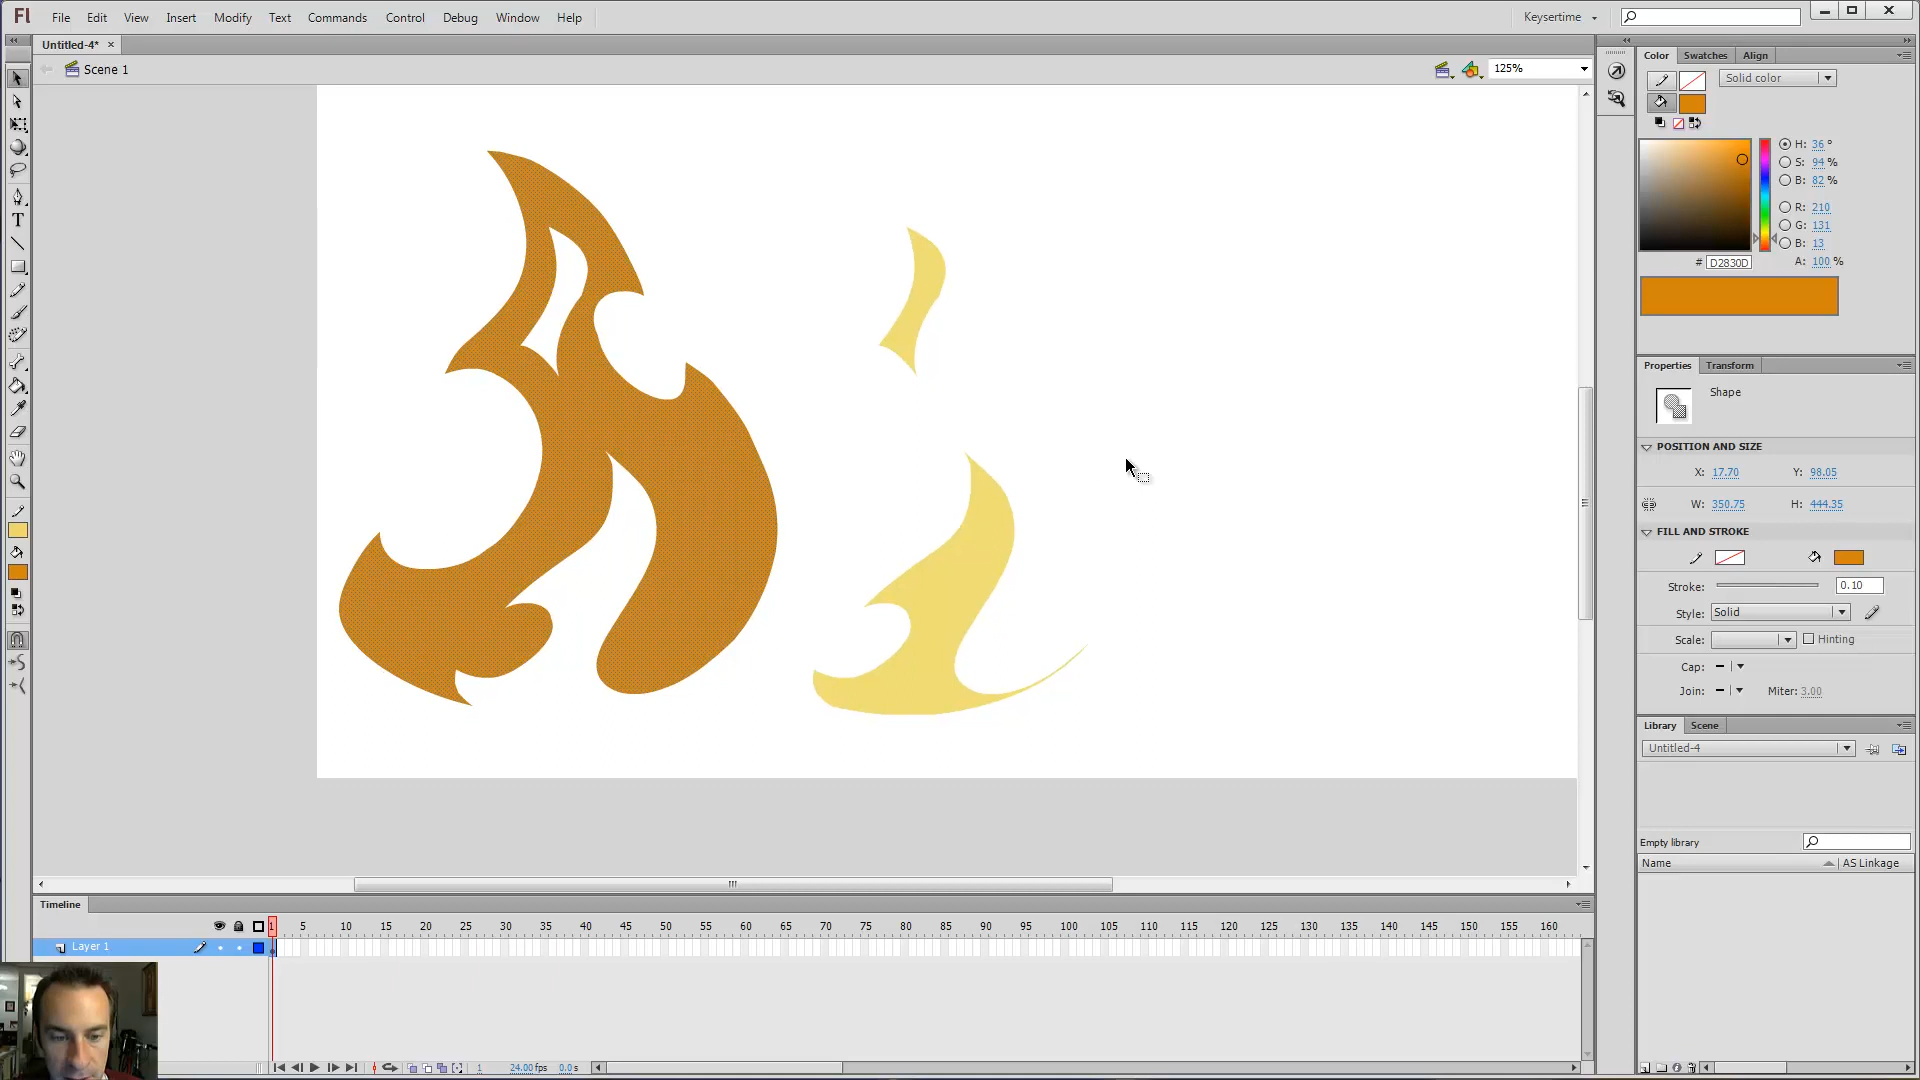 Fl File Edit View Insert Modify Text Commands Control Debug Window Help Keysertime
Untitled-4* ×
Scene 1 125%
Color Swatches Align
Solid color
H: 36 °
S: 94 %
B: 82 %
R: 210
G: 131
B: 13
# D2830D A: 100 %
Properties Transform
Shape
POSITION AND SIZE
X: 17.70 Y: 98.05
W: 350.75 H: 444.35
FILL AND STROKE
Stroke: 0.10
Style: Solid
Scale: Hinting
Cap:
Join: Miter: 3.00
Library Scene
Untitled-4
Empty library
Name AS Linkage
T
Timeline
1 5 10 15 20 25 30 35 40 45 50 55 60 65 70 75 80 85 90 95 100 105 110 115 120 125 130 135 140 145 150 155 160
Layer 1
1 24.00 fps 0.0 s